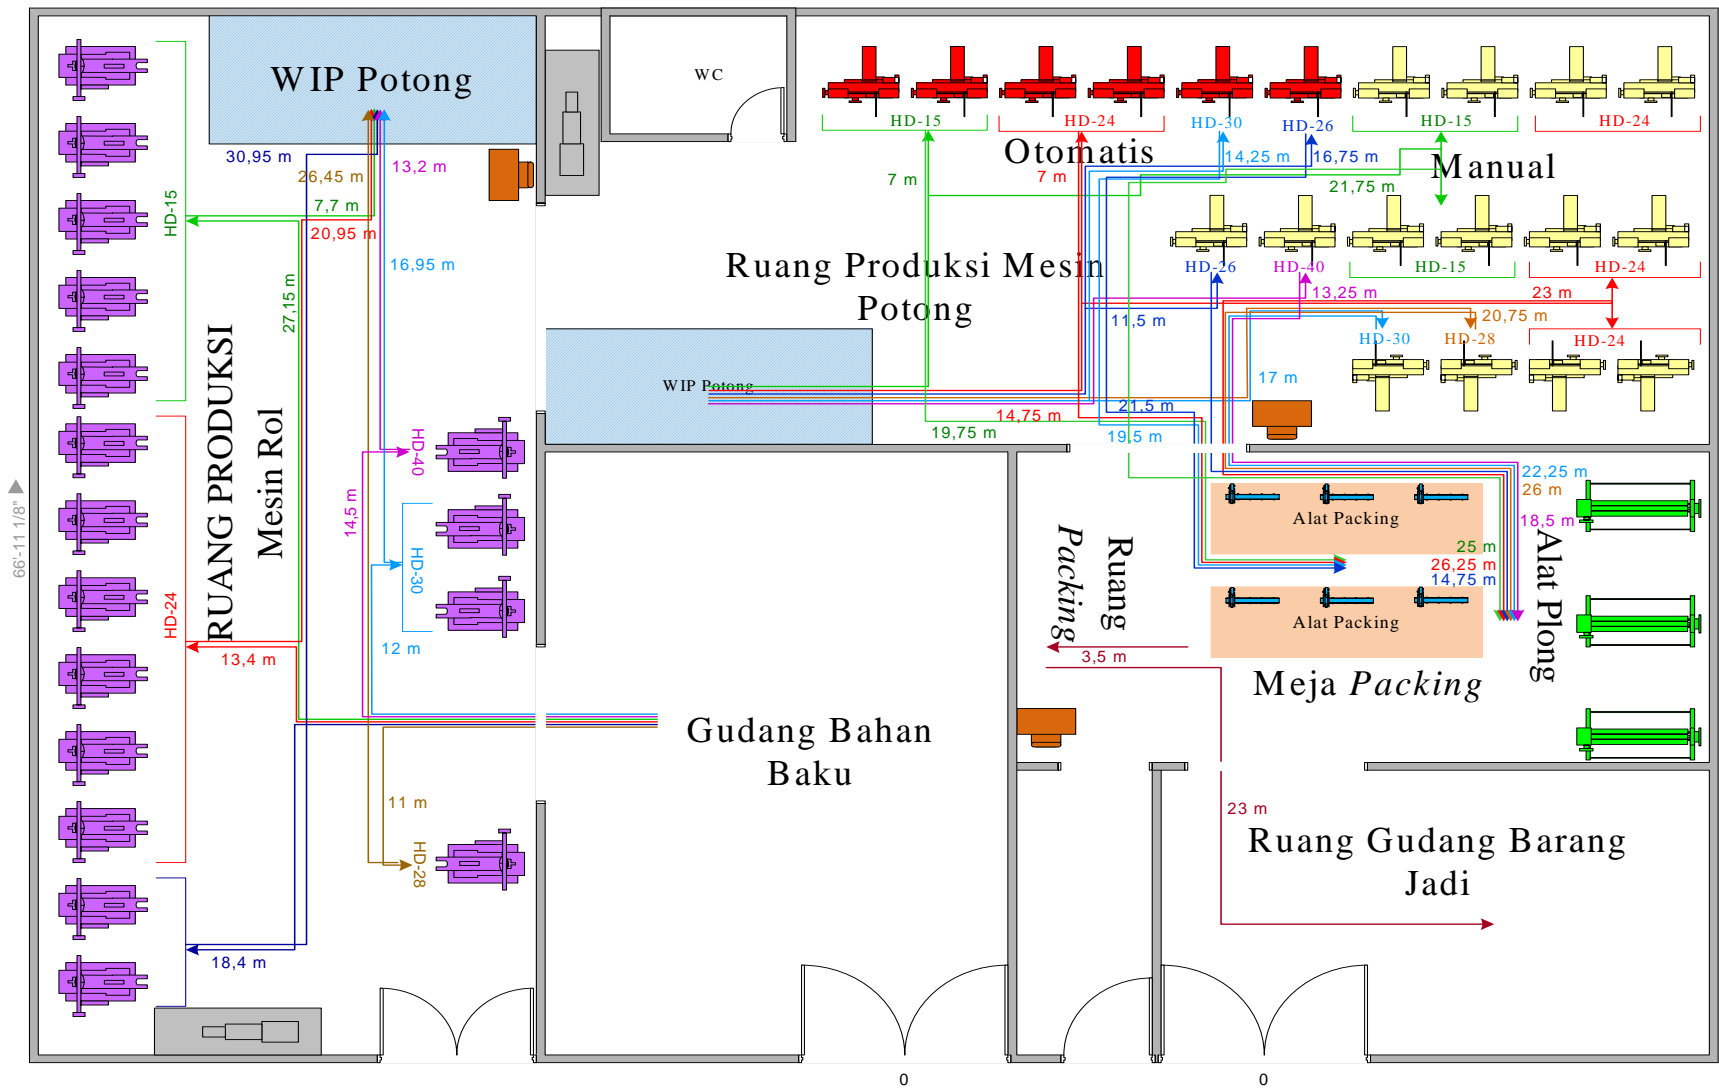 WIP Potong
WC
HD-15
HD-24
HD-30
HD-26
HD-15
HD-24
Otomatis
Manual
14,25 m
16,75 m
7 m
7 m
21,75 m
30,95 m
26,45 m
13,2 m
HD-15
7,7 m
20,95 m
16,95 m
27,15 m
Ruang Produksi Mesin
Potong
HD-26
HD-40
HD-15
HD-24
13,25 m
23 m
11,5 m
20,75 m
HD-30
HD-28
HD-24
WIP Potong
17 m
21,5 m
14,75 m
19,75 m
19,5 m
RUANG PRODUKSI
Mesin Rol
HD-40
14,5 m
HD-30
12 m
HD-24
13,4 m
66'-11 1/8"
22,25 m
26 m
18,5 m
Alat Packing
25 m
26,25 m
14,75 m
Alat Packing
Ruang
Packing
Alat Plong
3,5 m
Meja Packing
Gudang Bahan
Baku
11 m
HD-28
23 m
Ruang Gudang Barang
Jadi
18,4 m
0
0